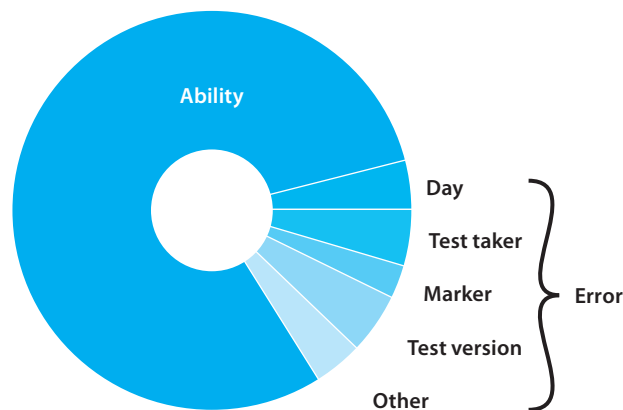 Ability
Day
Test taker
Marker
Error
Test version
Other